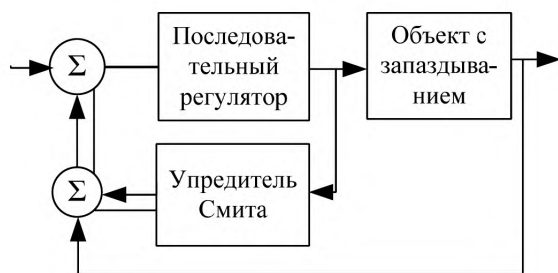 Σ
Последова-
тельный
регулятор
Объект с
запаздыва-
нием
Σ
Упредитель
Смита